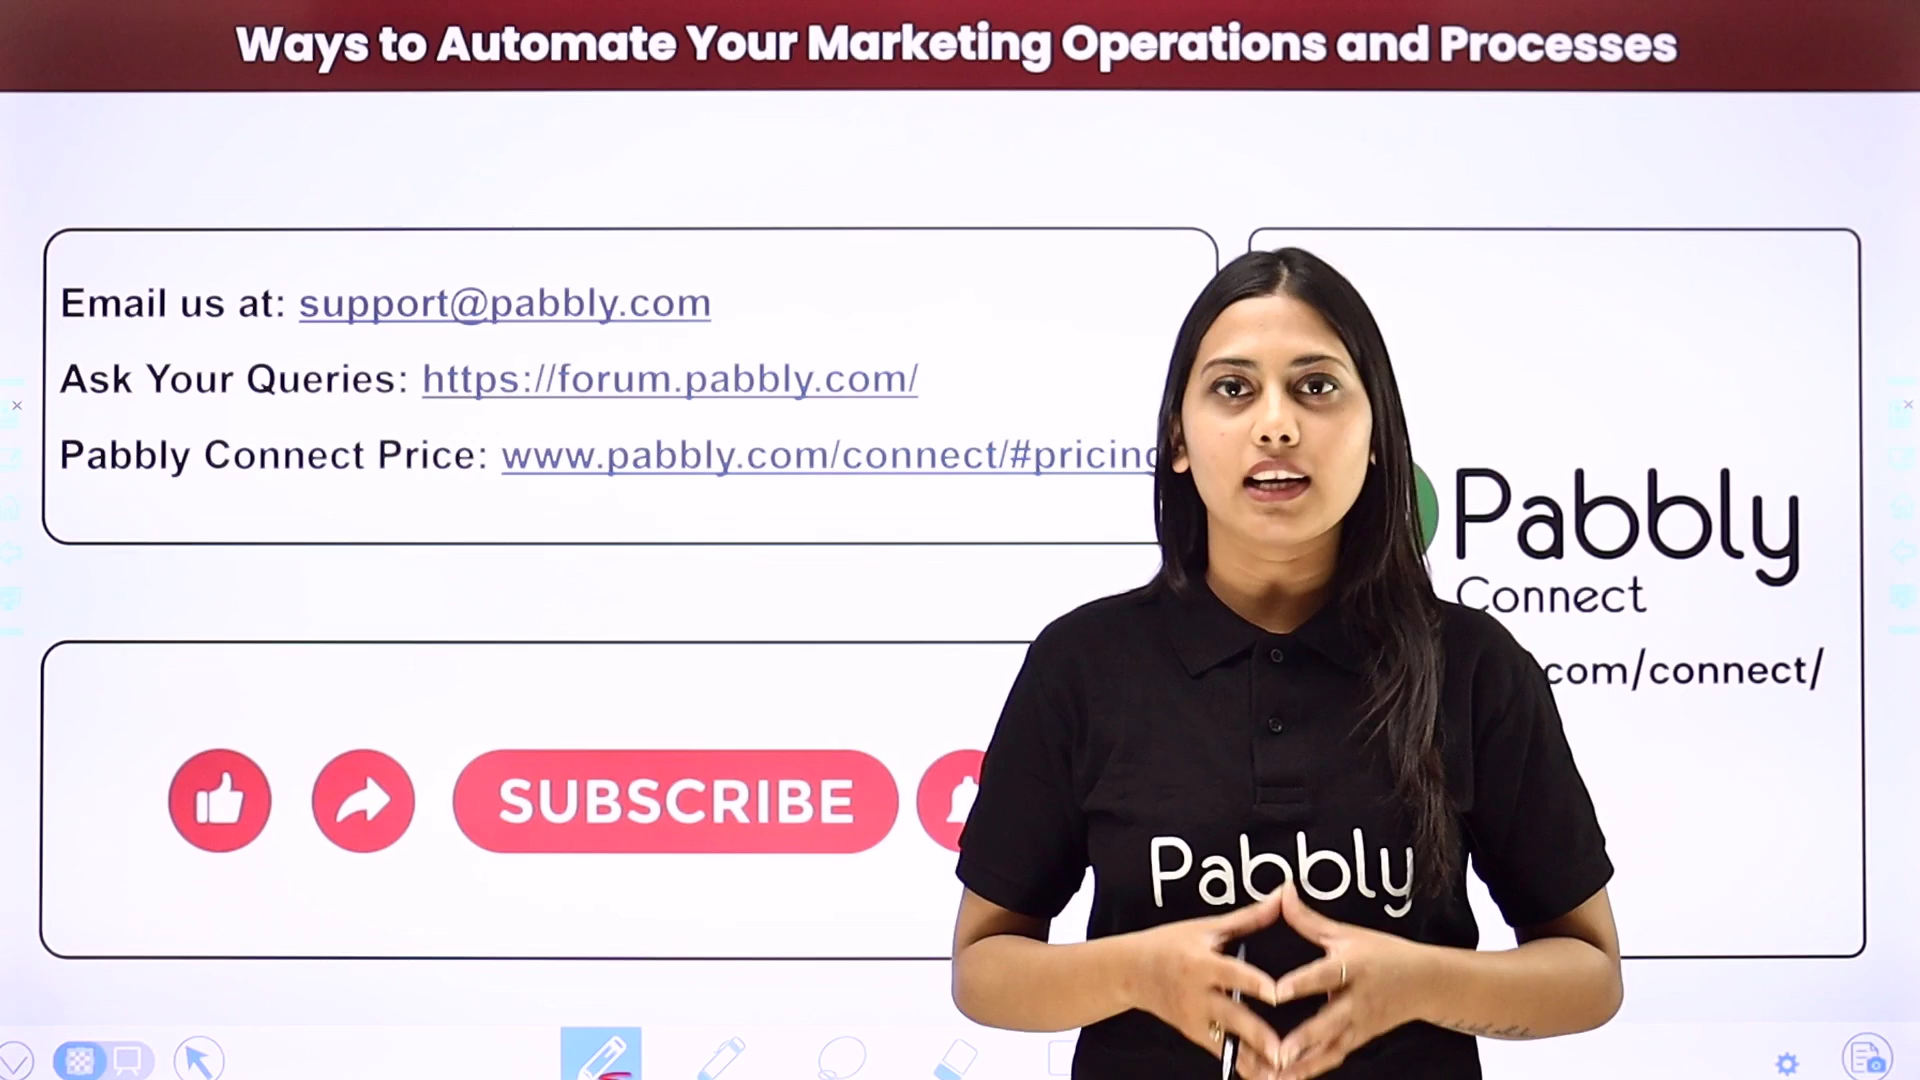 Ways to Automate Your Marketing Operations and Processes
Email us at: support@pabbly.com
Ask Your Queries: https://forum.pabbly.com/
Pabbly Connect Price: www.pabbly.com/connect/#pricing
Pabbly
Connect
.com/connect/
SUBSCRIBE
Pabbly